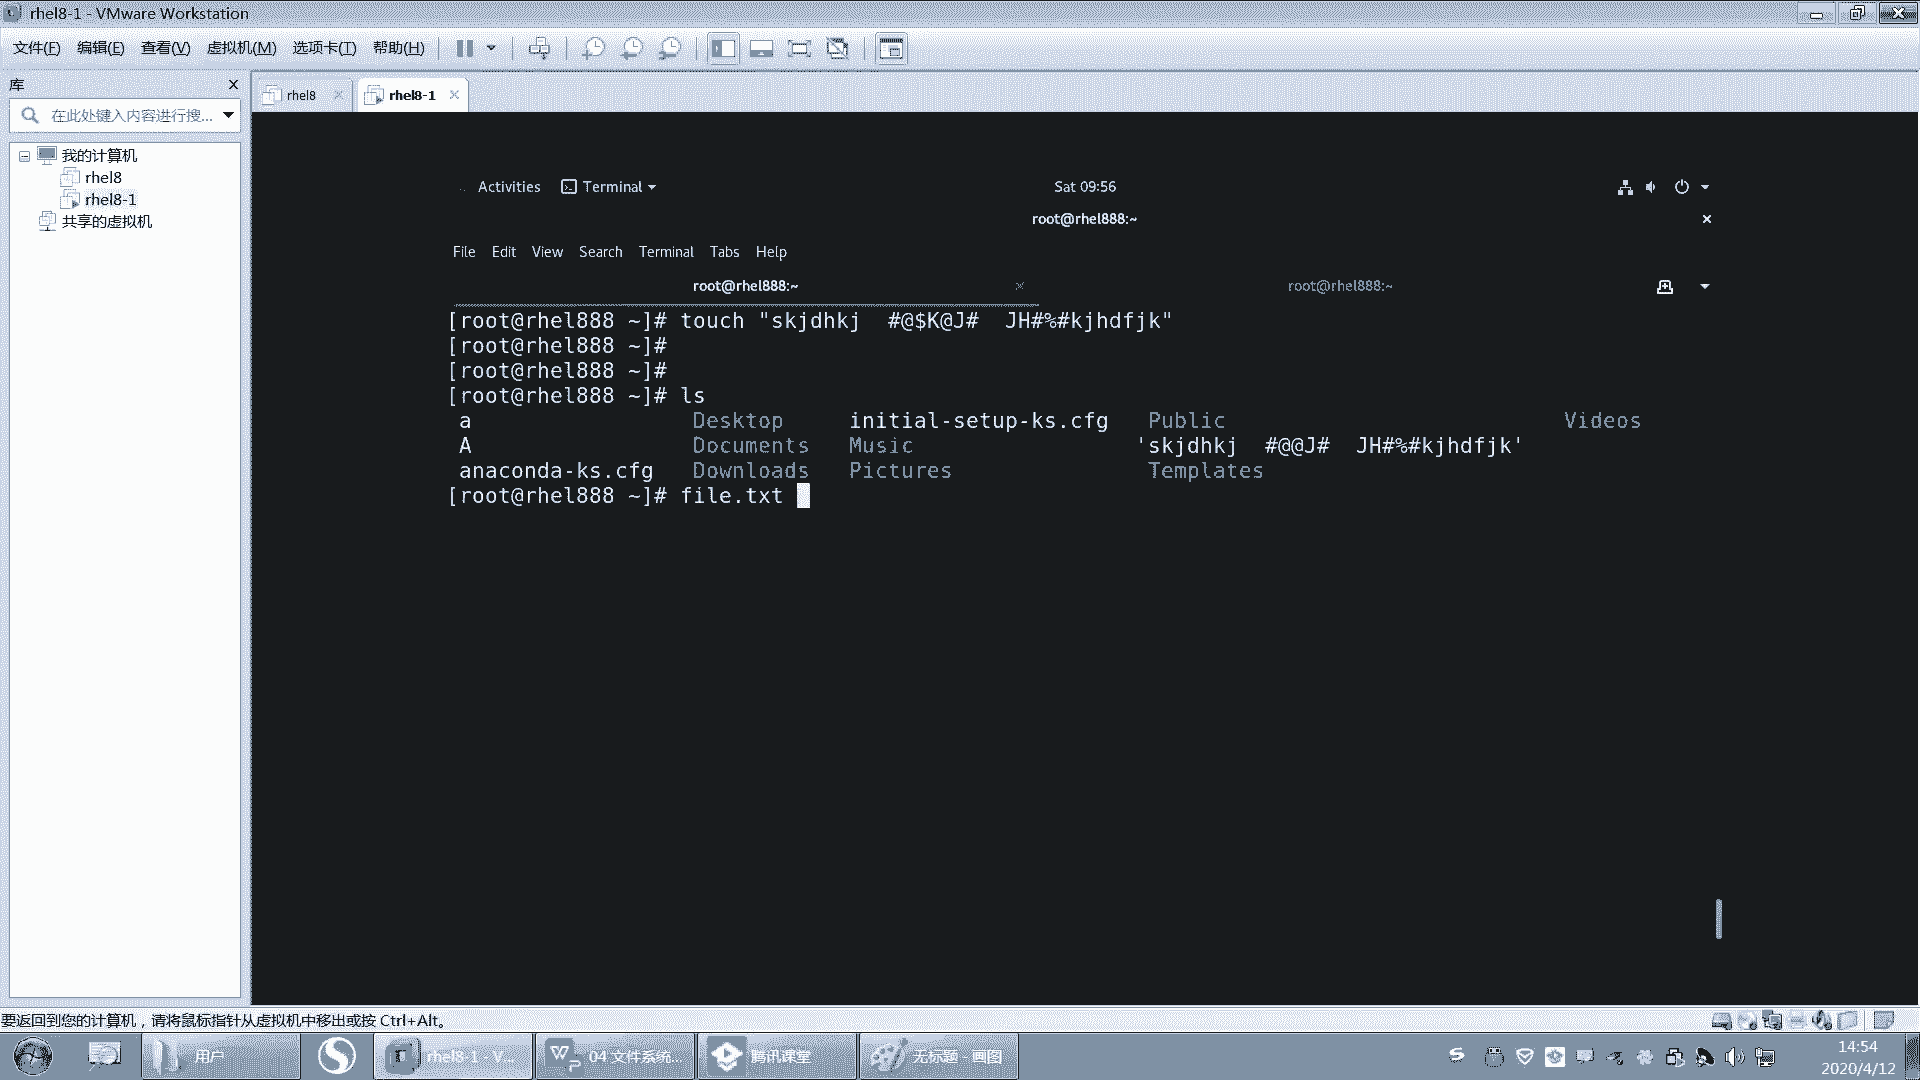 rhel8-1 - VMware Workstation
文件(F) 编辑(E) 查看(V) 虚拟机(M) 选项卡(T) 帮助(H)
库
在此处键入内容进行搜...
我的计算机
rhel8
rhel8-1
共享的虚拟机
rhel8
rhel8-1
Activities Terminal Sat 09:56
root@rhel888:~
File Edit View Search Terminal Tabs Help
root@rhel888:~ root@rhel888:~
[root@rhel888 ~]# touch "skjdhkj  #@$K@J#  JH#%#kjhdfjk"
[root@rhel888 ~]#
[root@rhel888 ~]#
[root@rhel888 ~]# ls
a Desktop initial-setup-ks.cfg Public Videos
A Documents Music 'skjdhkj  #@@J#  JH#%#kjhdfjk'
anaconda-ks.cfg Downloads Pictures Templates
[root@rhel888 ~]# file.txt
要返回到您的计算机，请将鼠标指针从虚拟机中移出或按 Ctrl+Alt。
用户 rhel8-1 - V... 04 文件系统... 腾讯课堂 无标题 - 画图
14:54
2020/4/12